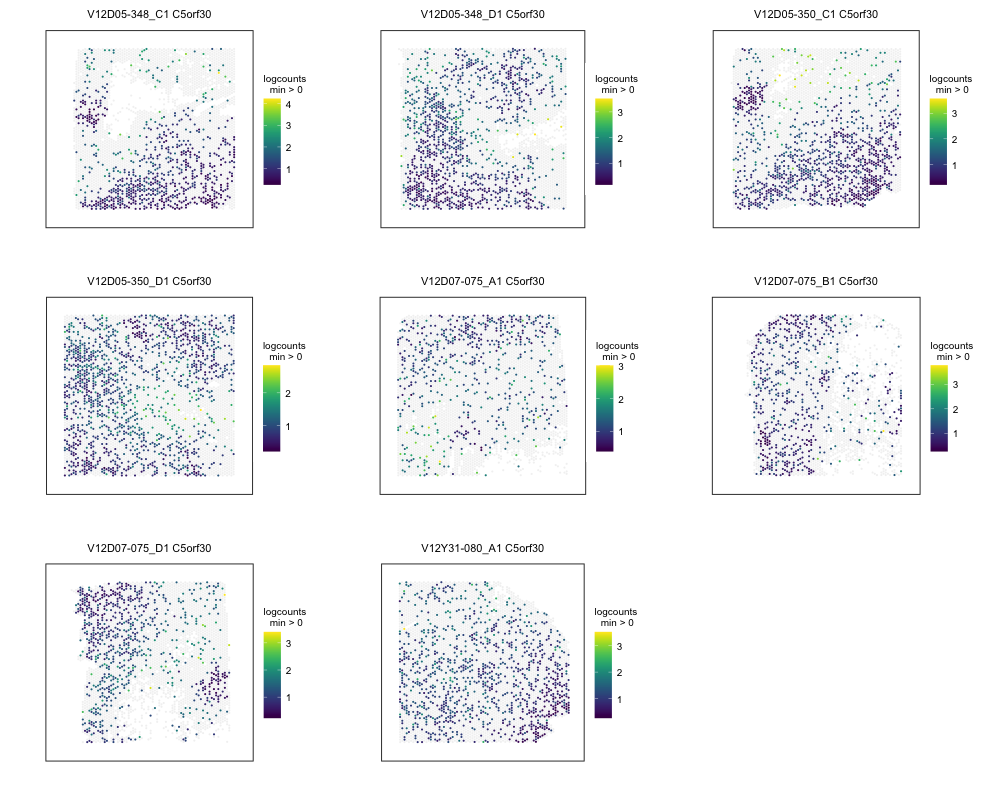 V12D05-348_C1 C5orf30
logcounts
min > 0
4
3
2
1
V12D05-348_D1 C5orf30
logcounts
min > 0
3
2
1
V12D05-350_C1 C5orf30
logcounts
min > 0
3
2
1
V12D05-350_D1 C5orf30
logcounts
min > 0
2
1
V12D07-075_A1 C5orf30
logcounts
min > 0
3
2
1
V12D07-075_B1 C5orf30
logcounts
min > 0
3
2
1
V12D07-075_D1 C5orf30
logcounts
min > 0
3
2
1
V12Y31-080_A1 C5orf30
logcounts
min > 0
3
2
1